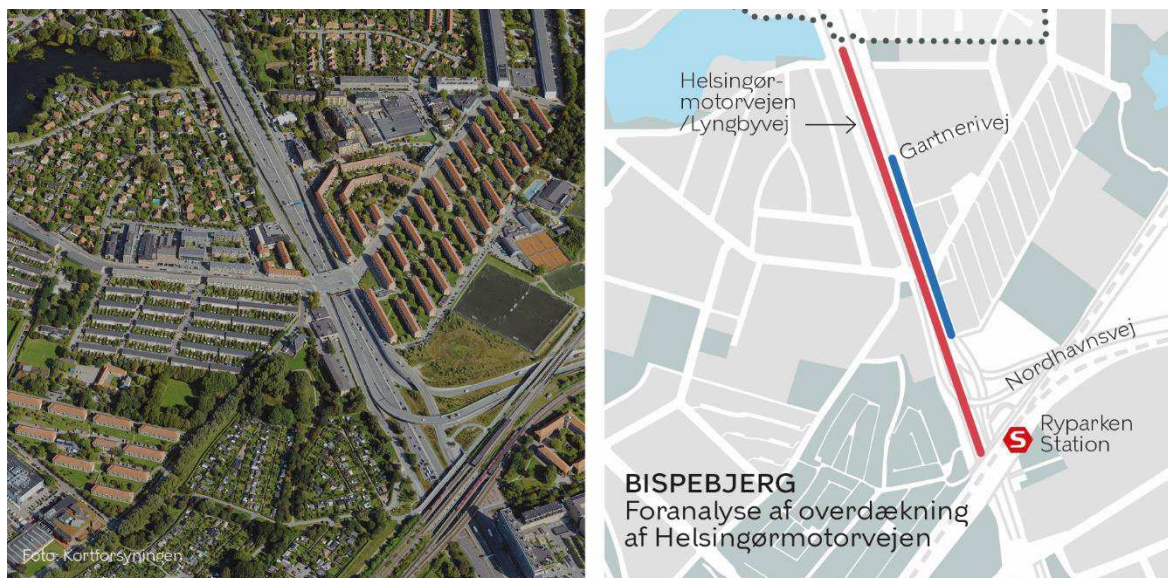 Foto: Kortforsyningen
Helsingør-
motorvejen
/Lyngbyvej
Gartnerivej
Nordhavnsvej
S
Ryparken
Station
BISPEBJERG
Foranalyse af overdækning
af Helsingørmotorvejen